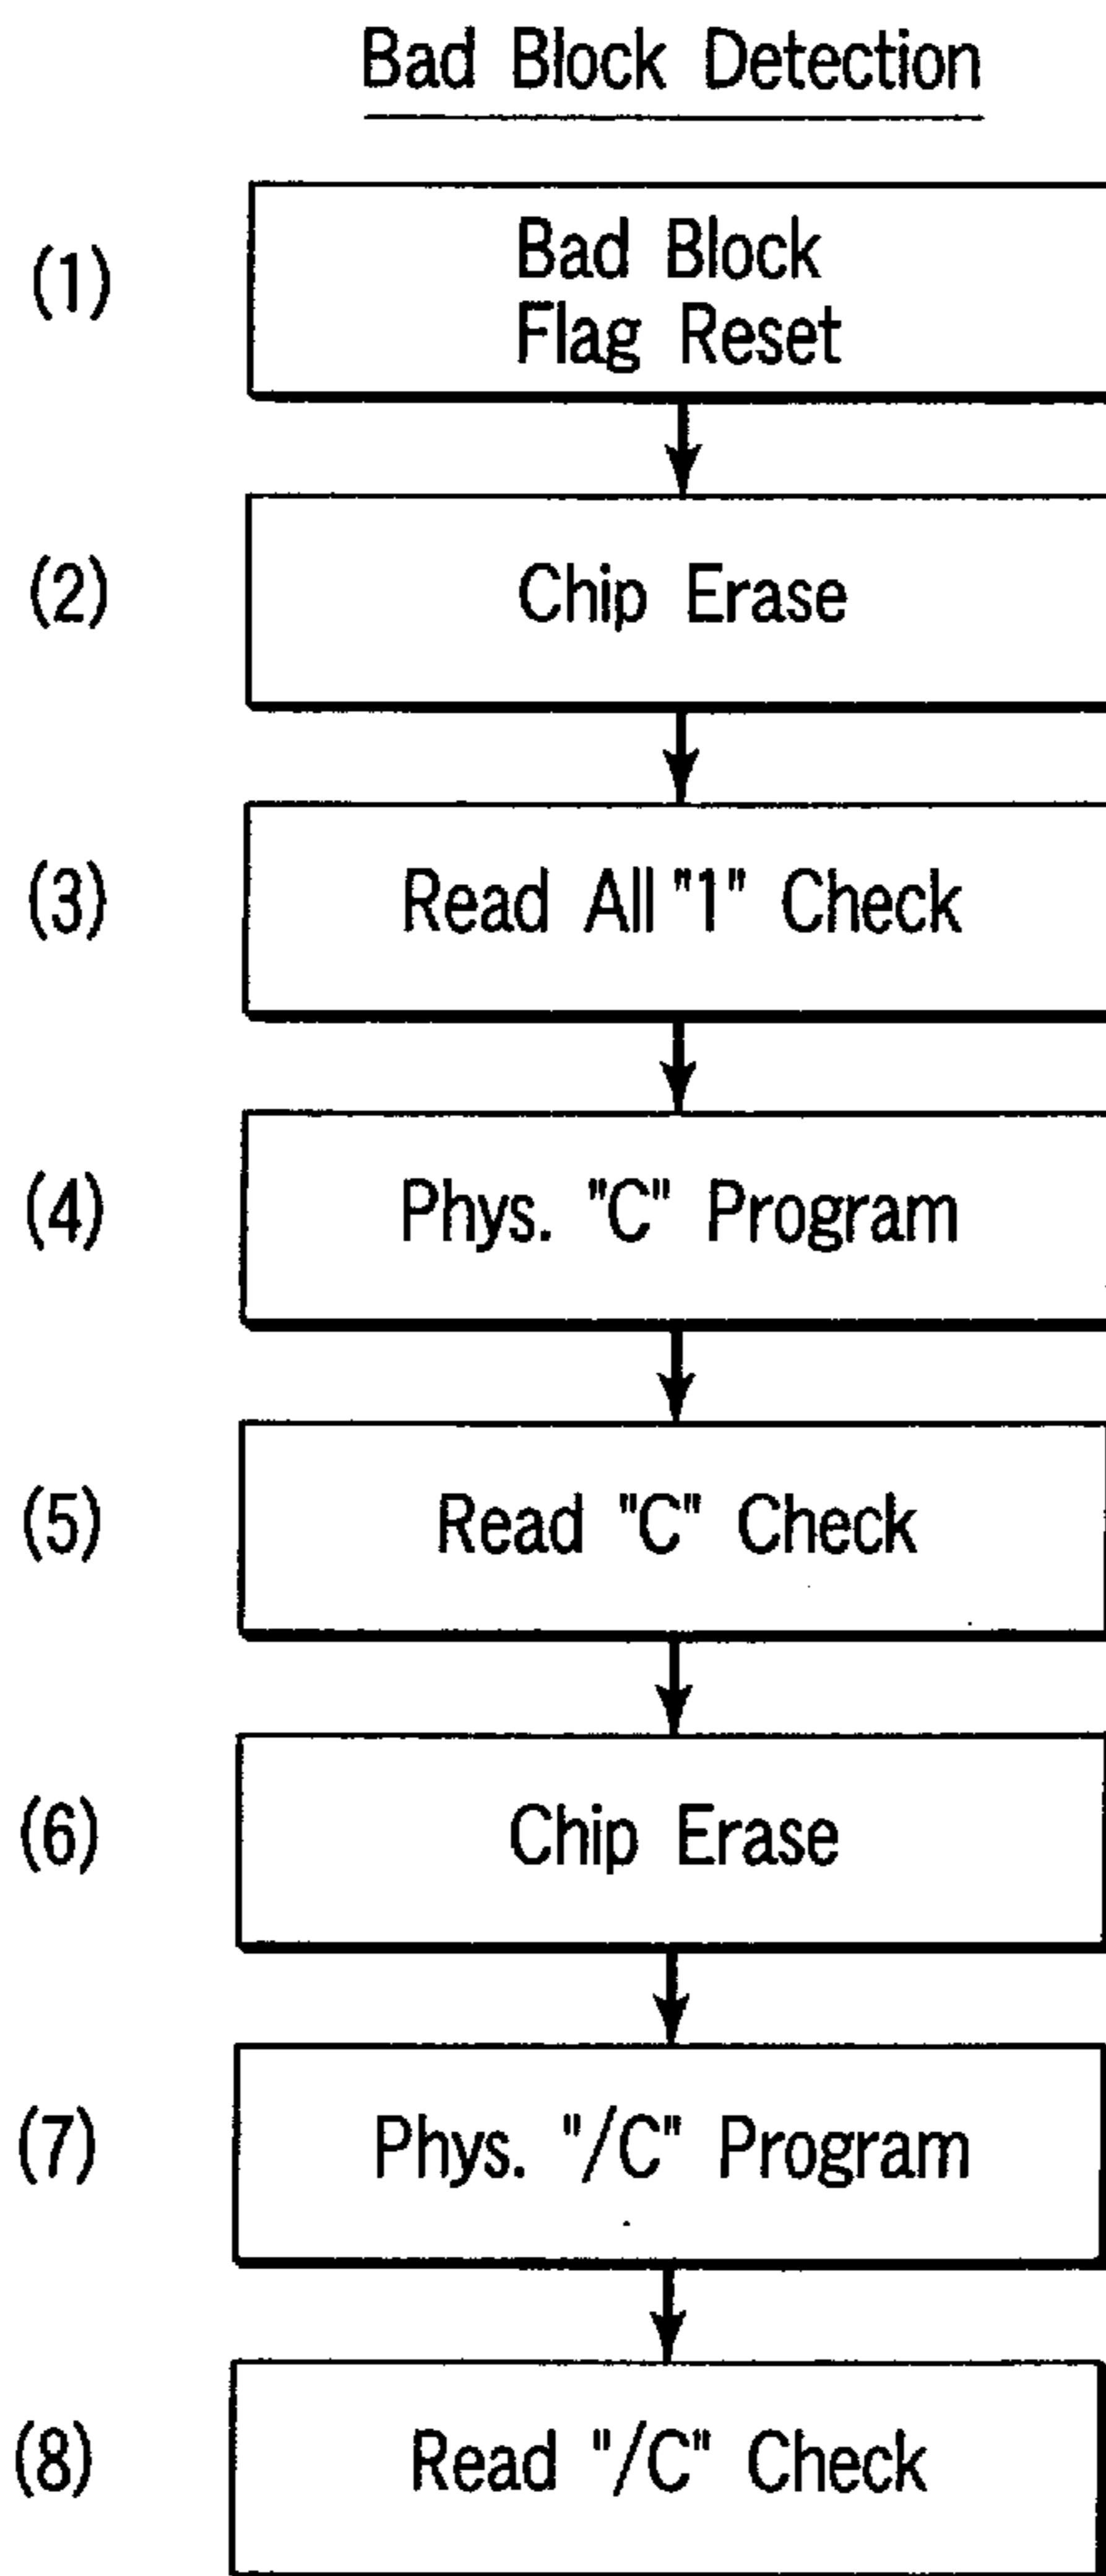 Bad Block Detection
(1)
Bad Block
Flag Reset
(2)
Chip Erase
(3)
Read All "1" Check
(4)
Phys. "C" Program
(5)
Read "C" Check
(6)
Chip Erase
(7)
Phys. "/C" Program
(8)
Read "/C" Check